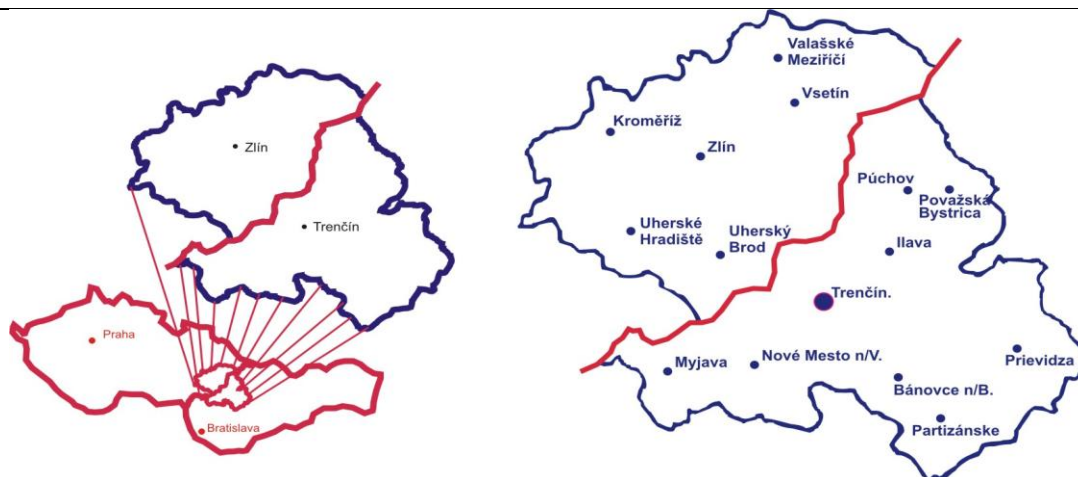 Zlín
Trenčín
Praha
Bratislava
Valašské
Meziříčí
Vsetín
Kroměříž
Zlín
Púchov
Považská
Bystrica
Uherské
Hradiště
Uherský
Brod
Ilava
Trenčín.
Myjava
Nové Mesto n/V.
Prievidza
Bánovce n/B.
Partizánske